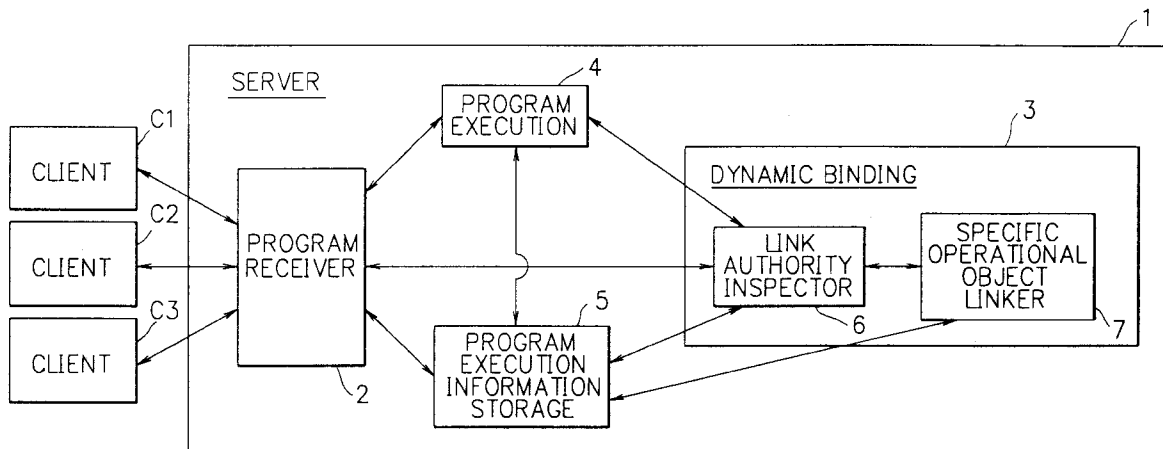 1
SERVER
4
PROGRAM
EXECUTION
3
C1
CLIENT
C2
CLIENT
C3
CLIENT
PROGRAM
RECEIVER
2
DYNAMIC BINDING
LINK
AUTHORITY
INSPECTOR
6
SPECIFIC
OPERATIONAL
OBJECT
LINKER
7
5
PROGRAM
EXECUTION
INFORMATION
STORAGE